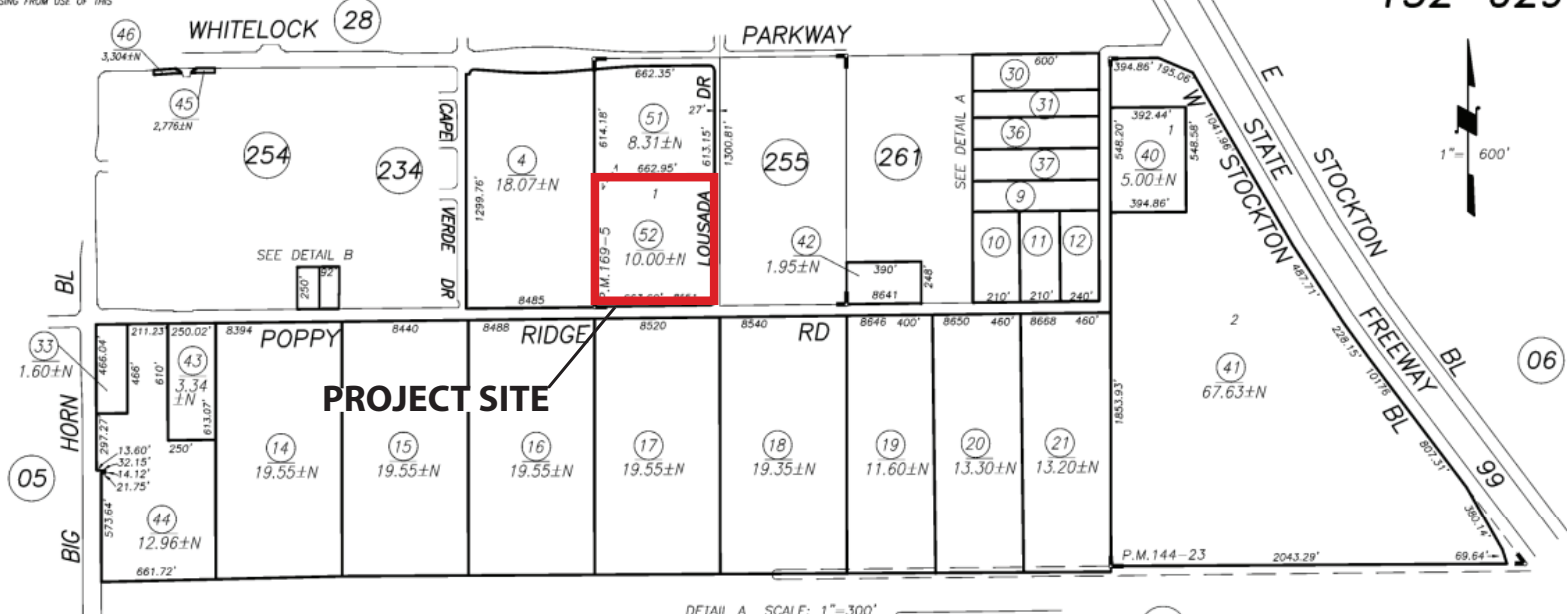 SING FROM USE OF THIS
WHITELOCK
28
PARKWAY
46
3,304±N
45
2,776±N
254
234
CAPE
VERDE
DR
4
18.07±N
1299.76'
8485
662.35'
614.18'
51
8.31±N
DR
27'
613.15'
1300.81'
662.95'
1
52
10.00±N
P.M.169-5
LOUSADA
255
261
SEE DETAIL A
42
1.95±N
390'
248'
8641
600'
30
31
36
37
9
10
11
12
210'
210'
240'
394.86'
195.06'
W
392.44'
1
548.20'
548.58'
40
5.00±N
394.86'
1041.96'
STOCKTON
E
STATE
STOCKTON
1"= 600'
SEE DETAIL B
250'
92'
BL
487.71'
FREEWAY
BL
2
228.15'
10176
BL
41
67.63±N
06
807.31'
99
380.14'
33
1.60±N
466.04'
466'
211.23'
250.02'
610'
43
3.34
±N
613.07'
250'
8394
POPPY
8440
8488
RIDGE
8520
8540
RD
8646
400'
8650
460'
8668
460'
PROJECT SITE
HORN
297.27'
13.60'
32.15'
14.12'
21.75'
05
573.64'
BIG
44
12.96±N
661.72'
14
19.55±N
15
19.55±N
16
19.55±N
17
19.55±N
18
19.35±N
19
11.60±N
20
13.30±N
21
13.20±N
1853.93'
P.M.144-23
2043.29'
69.64'
DETAIL A SCALE: 1"=300'